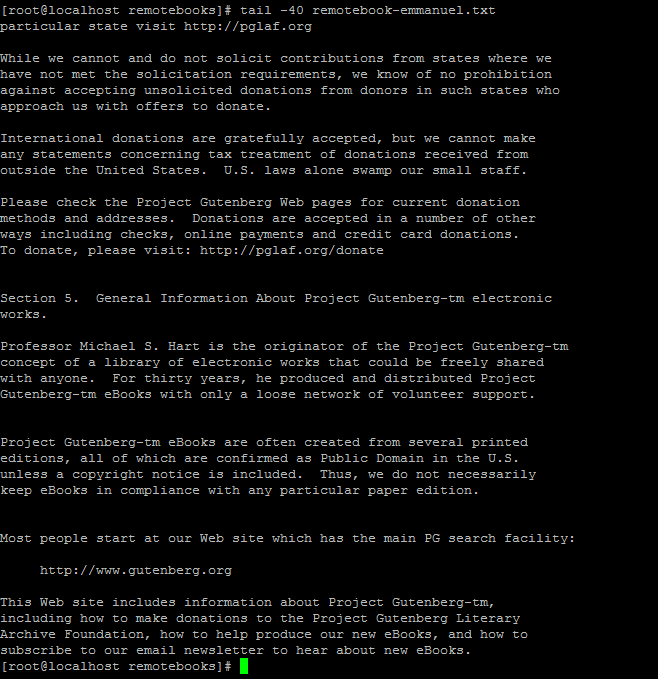 [root@localhost remotebooks]# tail -40 remotebook-emmanuel.txt
particular state visit http://pglaf.org
While we cannot and do not solicit contributions from states where we
have not met the solicitation requirements, we know of no prohibition
against accepting unsolicited donations from donors in such states who
approach us with offers to donate.
International donations are gratefully accepted, but we cannot make
any statements concerning tax treatment of donations received from
outside the United States.  U.S. laws alone swamp our small staff.
Please check the Project Gutenberg Web pages for current donation
methods and addresses.  Donations are accepted in a number of other
ways including checks, online payments and credit card donations.
To donate, please visit: http://pglaf.org/donate
Section 5.  General Information About Project Gutenberg-tm electronic
works.
Professor Michael S. Hart is the originator of the Project Gutenberg-tm
concept of a library of electronic works that could be freely shared
with anyone.  For thirty years, he produced and distributed Project
Gutenberg-tm eBooks with only a loose network of volunteer support.
Project Gutenberg-tm eBooks are often created from several printed
editions, all of which are confirmed as Public Domain in the U.S.
unless a copyright notice is included.  Thus, we do not necessarily
keep eBooks in compliance with any particular paper edition.
Most people start at our Web site which has the main PG search facility:
http://www.gutenberg.org
This Web site includes information about Project Gutenberg-tm,
including how to make donations to the Project Gutenberg Literary
Archive Foundation, how to help produce our new eBooks, and how to
subscribe to our email newsletter to hear about new eBooks.
[root@localhost remotebooks]#